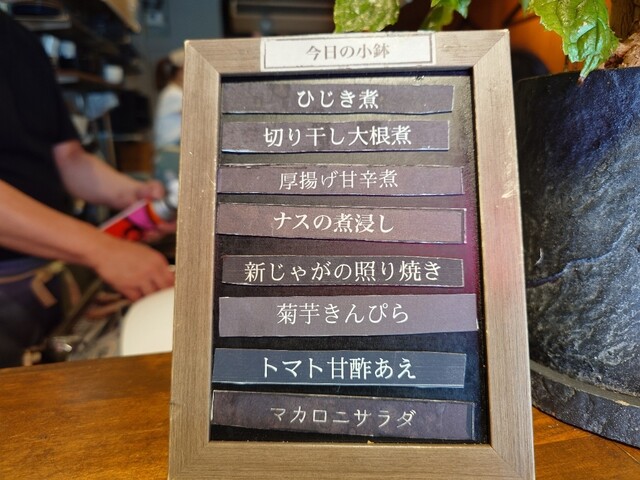 今日の小鉢
ひじき煮
切り干し大根煮
厚揚げ甘辛煮
ナスの煮浸し
新じゃがの照り焼き
菊芋きんぴら
トマト甘酢あえ
マカロニサラダ